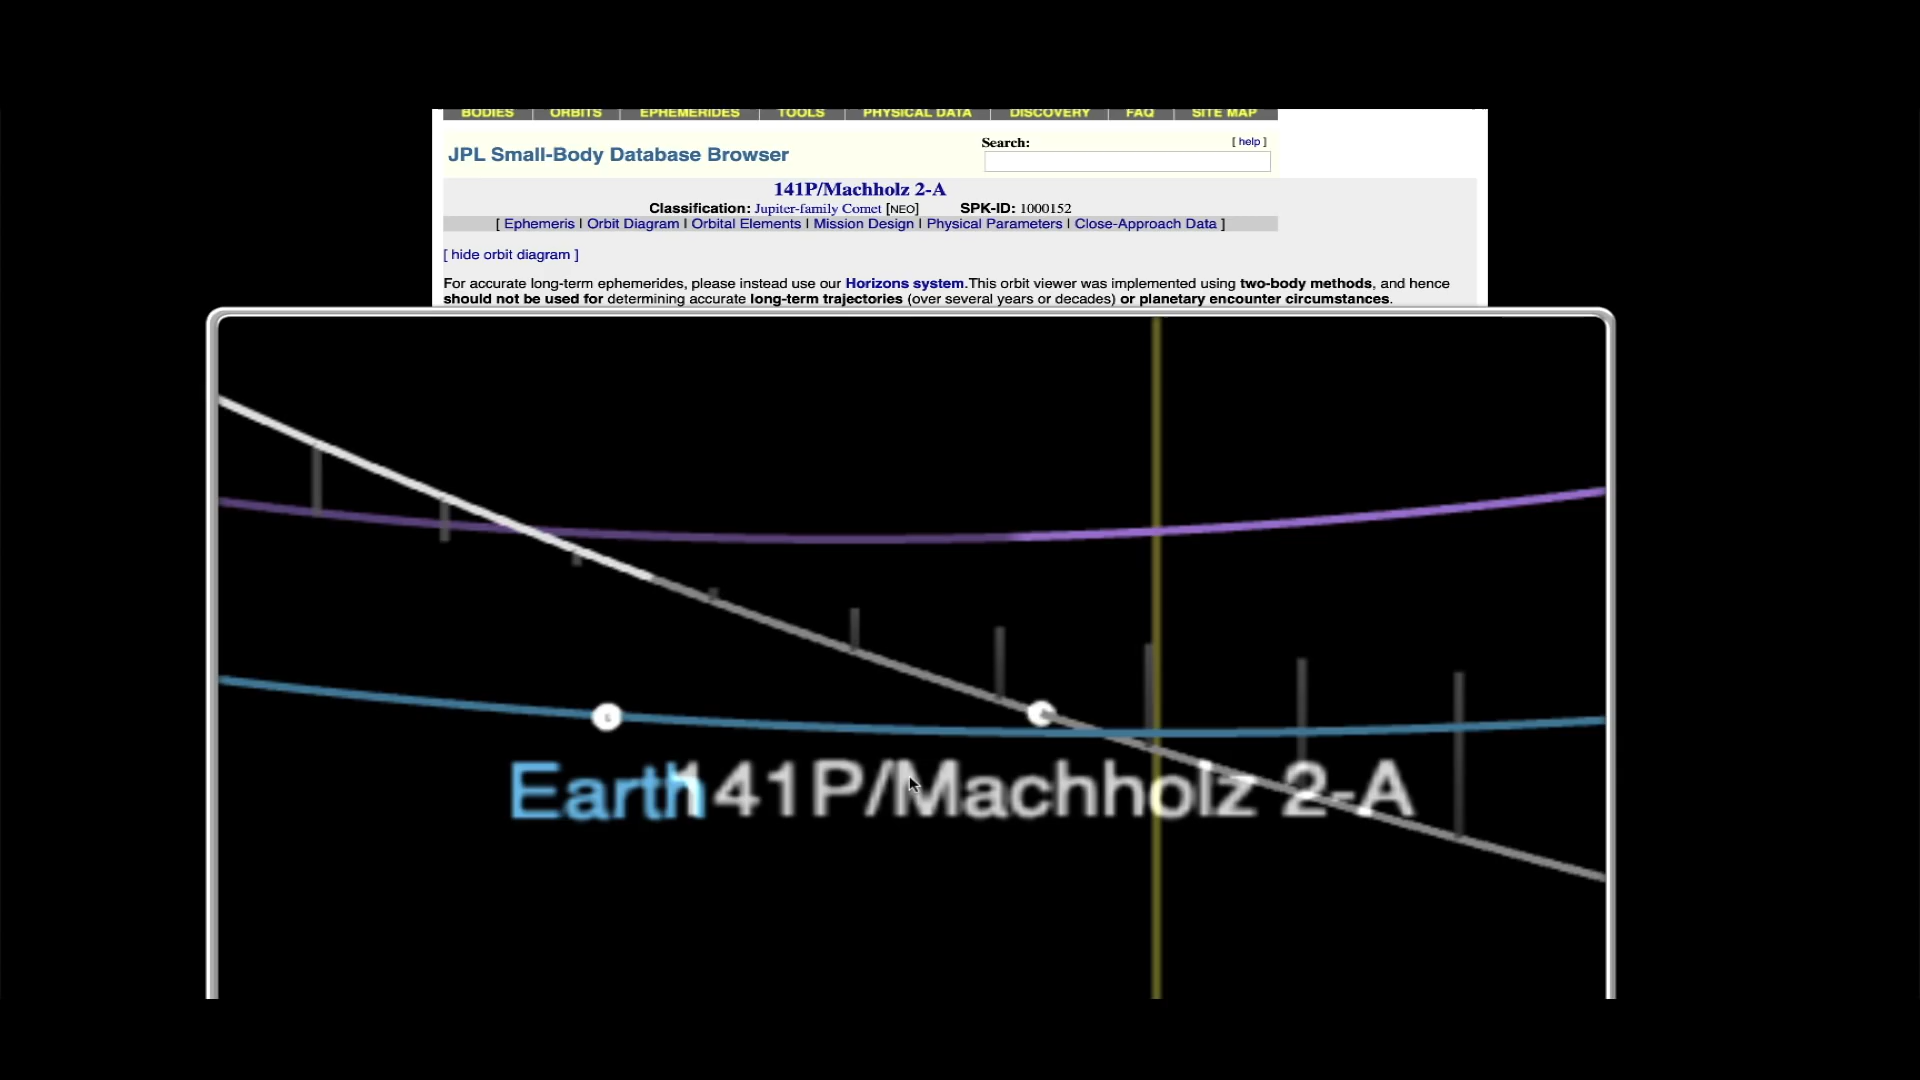 BODIES ORBITS EPHEMERIDES TOOLS PHYSICAL DATA DISCOVERY FAQ SITE MAP
JPL Small-Body Database Browser
Search: [ help ]
141P/Machholz 2-A
Classification: Jupiter-family Comet [NEO] SPK-ID: 1000152
[ Ephemeris | Orbit Diagram | Orbital Elements | Mission Design | Physical Parameters | Close-Approach Data ]
[ hide orbit diagram ]
For accurate long-term ephemerides, please instead use our Horizons system.This orbit viewer was implemented using two-body methods, and hence
should not be used for determining accurate long-term trajectories (over several years or decades) or planetary encounter circumstances.
Earth 141P/Machholz 2-A